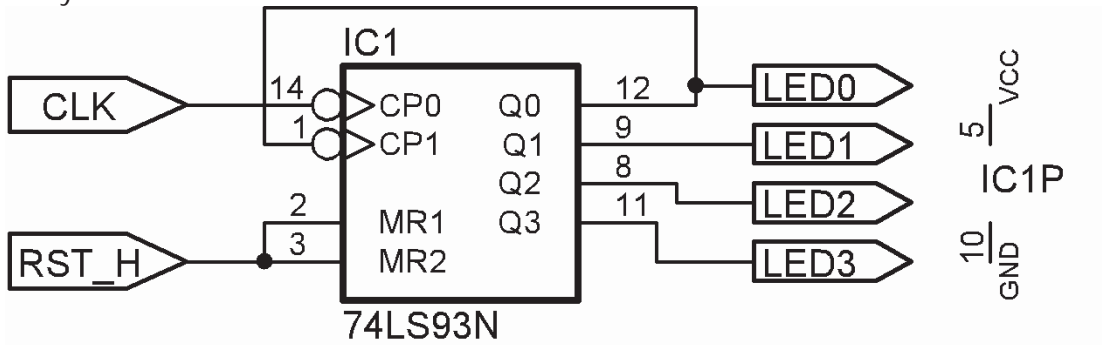 IC1
CLK
14
CP0
Q0
12
LED0
1
CP1
Q1
9
LED1
Q2
8
LED2
2
MR1
Q3
11
LED3
RST_H
3
MR2
74LS93N
5
VCC
IC1P
10
GND